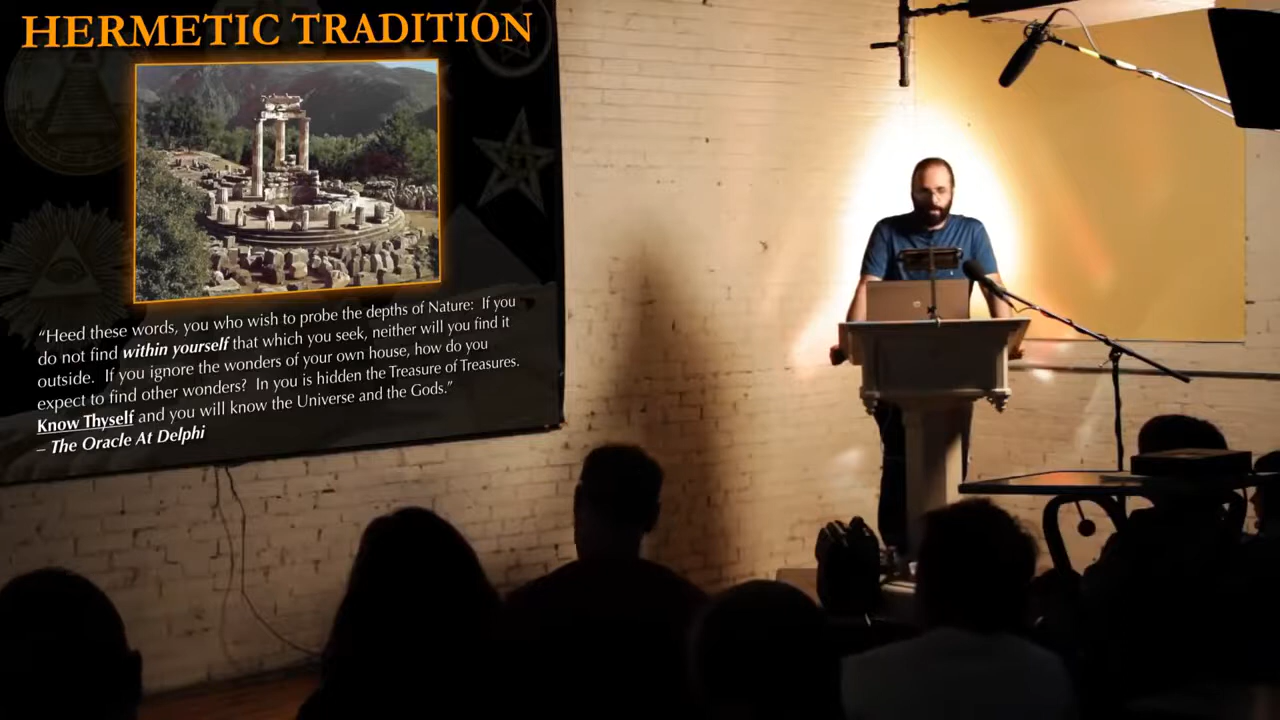 HERMETIC TRADITION
“Heed these words, you who wish to probe the depths of Nature: If you
do not find within yourself that which you seek, neither will you find it
outside. If you ignore the wonders of your own house, how do you
expect to find other wonders? In you is hidden the Treasure of Treasures.
Know Thyself and you will know the Universe and the Gods.”
– The Oracle At Delphi